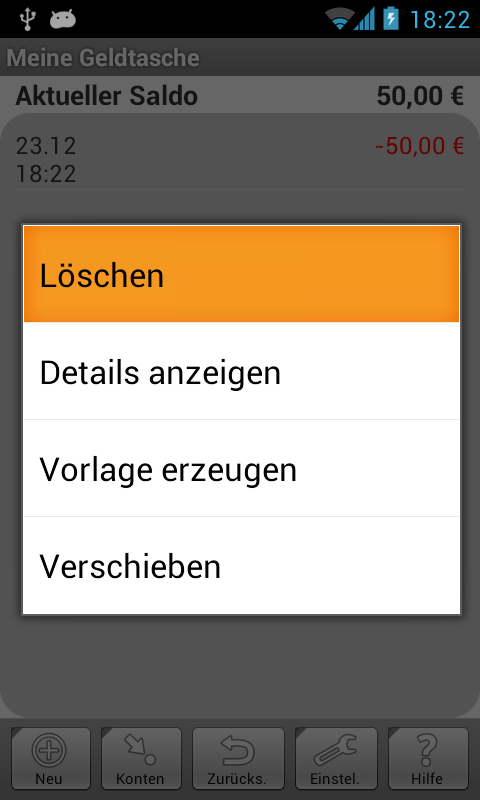 18:22
Meine Geldtasche
Aktueller Saldo 50,00 €
23.12 -50,00 €
18:22
Löschen
Details anzeigen
Vorlage erzeugen
Verschieben
Neu Konten Zurücks. Einstel. Hilfe